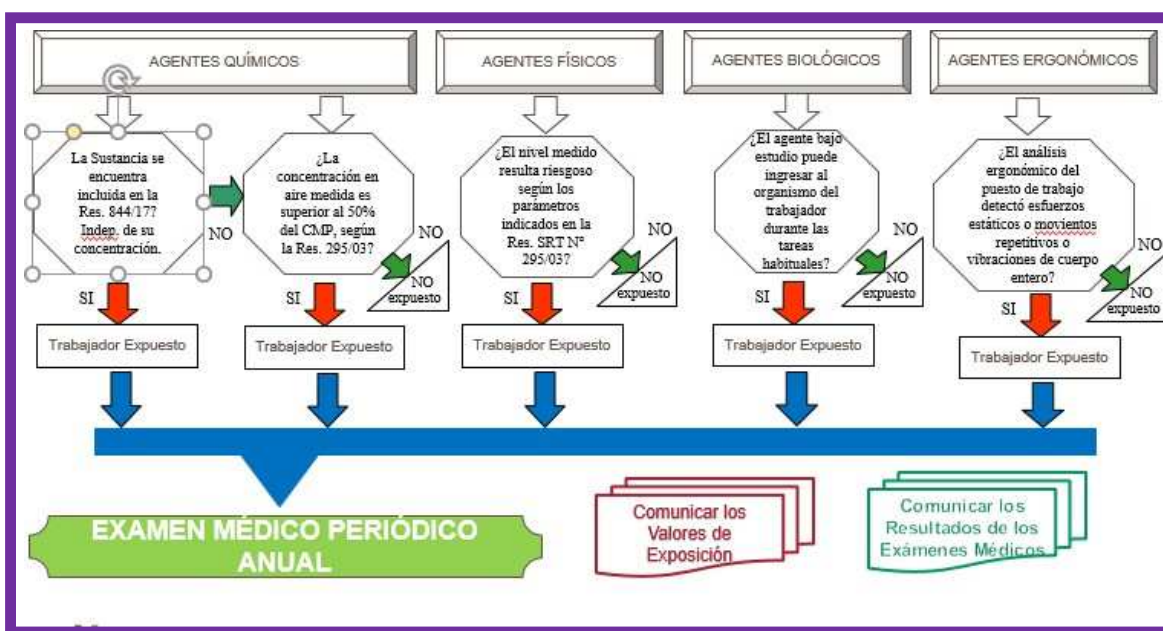 AGENTES QUÍMICOS
AGENTES FÍSICOS
AGENTES BIOLÓGICOS
AGENTES ERGONÓMICOS
La Sustancia se
encuentra
incluida en la
Res. 844/17?
Indep. de su
concentración.
NO
SI
Trabajador Expuesto
¿La
concentración en
aire medida es
superior al 50%
del CMP, según
la Res. 295/03?
NO
NO
expuesto
SI
Trabajador Expuesto
¿El nivel medido
resulta riesgoso
según los
parámetros
indicados en la
Res. SRT N°
295/03?
NO
NO
expuesto
SI
Trabajador Expuesto
¿El agente bajo
estudio puede
ingresar al
organismo del
trabajador
durante las
tareas
habituales?
NO
NO
expuesto
SI
Trabajador Expuesto
¿El análisis
ergonómico del
puesto de trabajo
detectó esfuerzos
estáticos o movientos
repetitivos o
vibraciones de cuerpo
entero?
NO
NO
expuesto
SI
Trabajador Expuesto
EXAMEN MÉDICO PERIÓDICO
ANUAL
Comunicar los
Valores de
Exposición
Comunicar los
Resultados de los
Exámenes Médicos